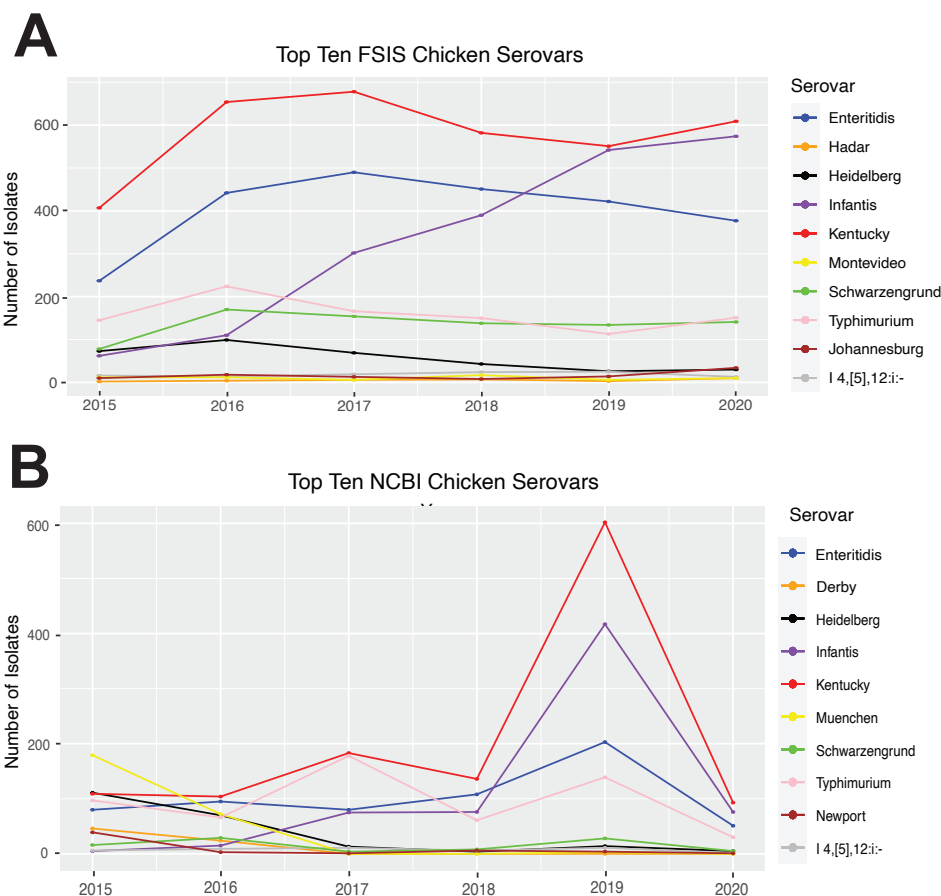 A
Top Ten FSIS Chicken Serovars
Number of Isolates
600
400
200
0
2015 2016 2017 2018 2019 2020
Serovar
Enteritidis
Hadar
Heidelberg
Infantis
Kentucky
Montevideo
Schwarzengrund
Typhimurium
Johannesburg
I 4,[5],12:i:-
B
Top Ten NCBI Chicken Serovars
Number of Isolates
600
400
200
0
2015 2016 2017 2018 2019 2020
Serovar
Enteritidis
Derby
Heidelberg
Infantis
Kentucky
Muenchen
Schwarzengrund
Typhimurium
Newport
I 4,[5],12:i:-